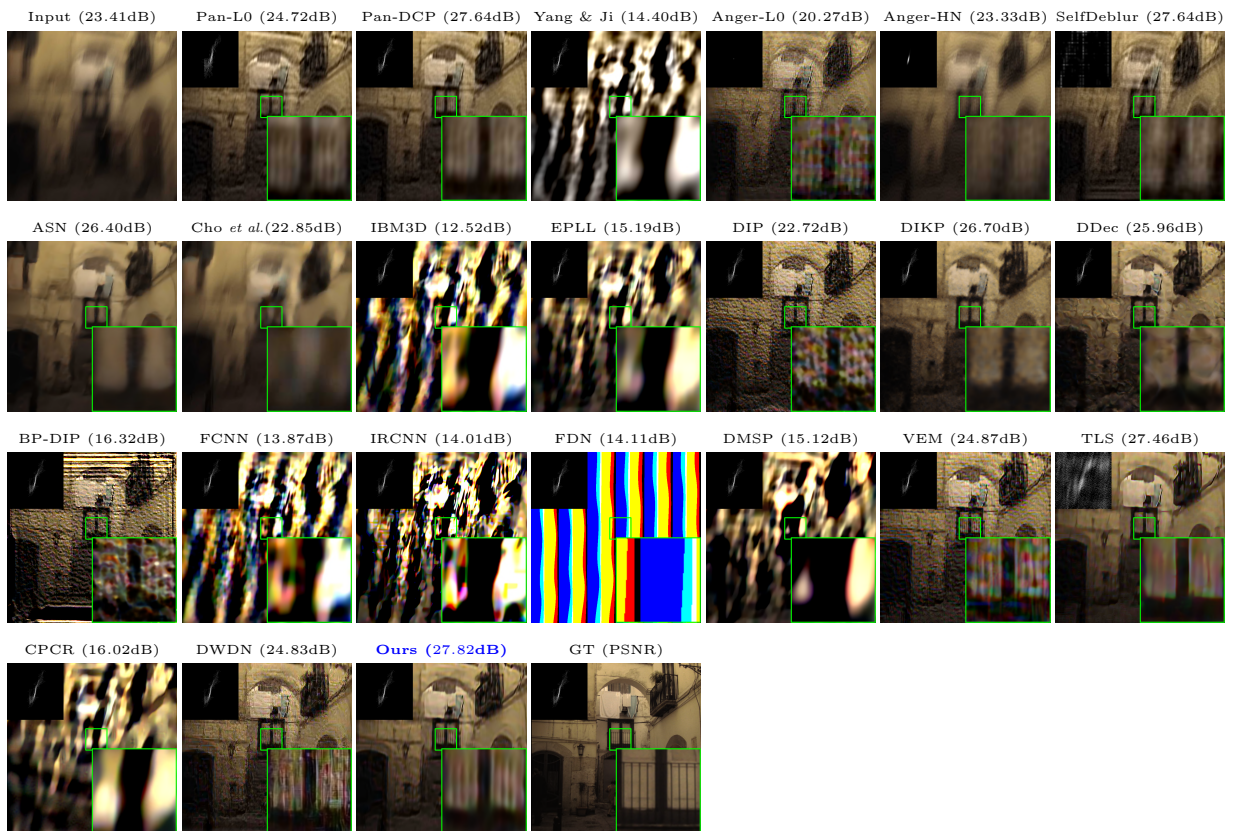 Input (23.41dB) Pan-L0 (24.72dB) Pan-DCP (27.64dB) Yang & Ji (14.40dB) Anger-L0 (20.27dB) Anger-HN (23.33dB) SelfDeblur (27.64dB)
ASN (26.40dB) Cho et al.(22.85dB) IBM3D (12.52dB) EPLL (15.19dB) DIP (22.72dB) DIKP (26.70dB) DDec (25.96dB)
BP-DIP (16.32dB) FCNN (13.87dB) IRCNN (14.01dB) FDN (14.11dB) DMSP (15.12dB) VEM (24.87dB) TLS (27.46dB)
CPCR (16.02dB) DWDN (24.83dB) Ours (27.82dB) GT (PSNR)